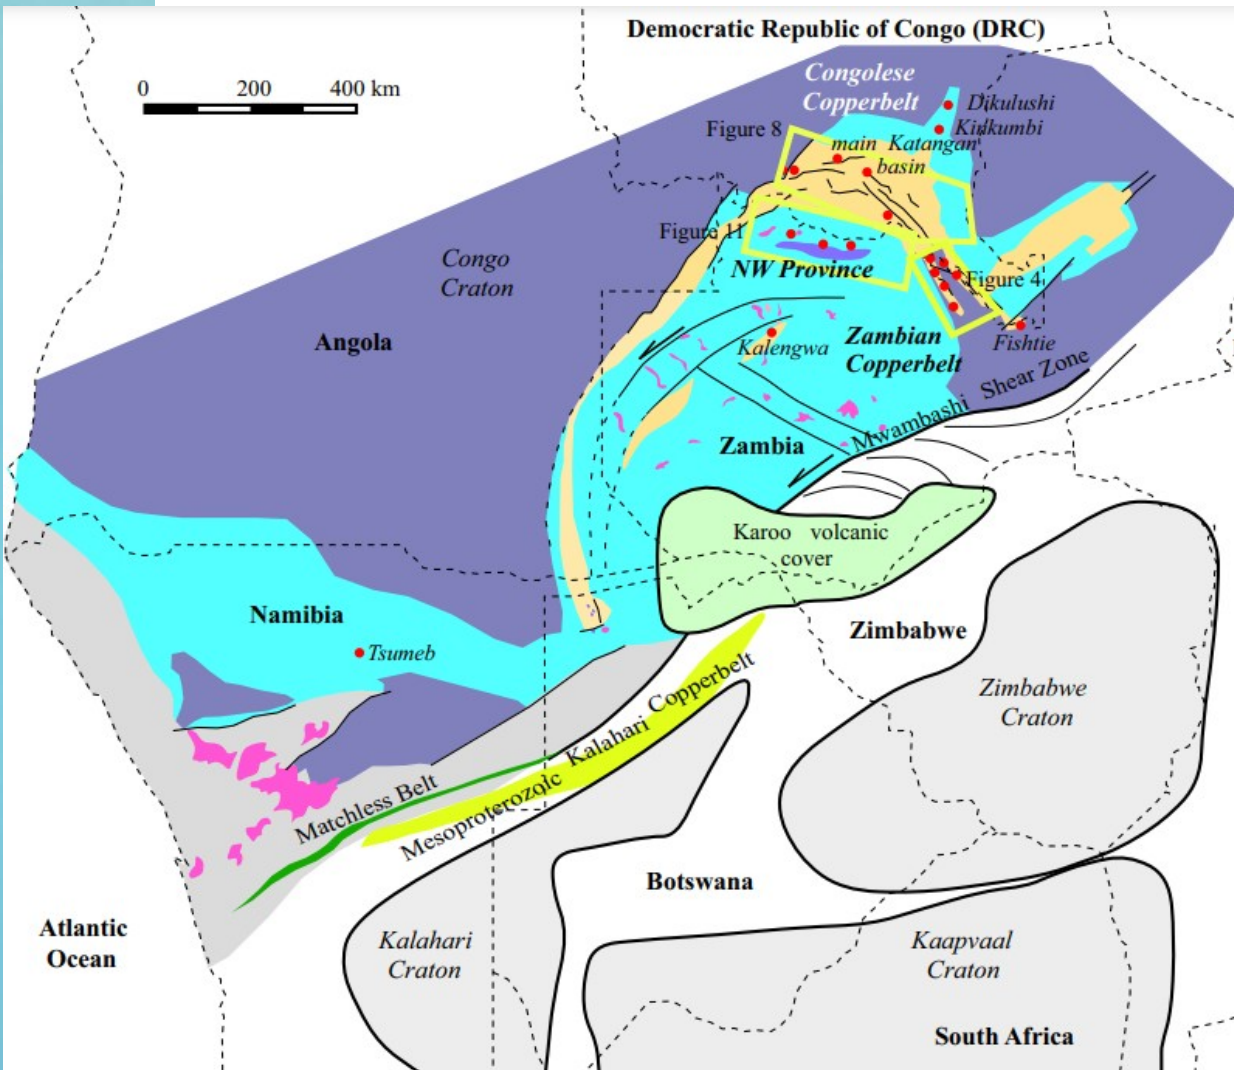 Democratic Republic of Congo (DRC)
0 200 400 km
Congolese
Copperbelt
Dikulushi
Kinkumbi
Figure 8
main Katangan
basin
Figure 11
NW Province
Figure 4
Congo
Craton
Angola
Kalengwa
Zambian
Copperbelt
Fishtie
Mwambashi Shear Zone
Zambia
Karoo volcanic
cover
Namibia
Tsumeb
Zimbabwe
Zimbabwe
Craton
Matchless Belt
Mesoproterozoic Kalahari Copperbelt
Botswana
Atlantic
Ocean
Kalahari
Craton
Kaapvaal
Craton
South Africa